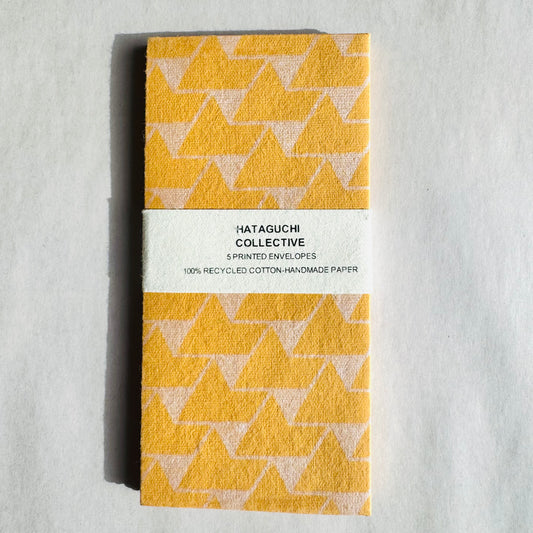 HATAGUCHI
COLLECTIVE
5 PRINTED ENVELOPES
100% RECYCLED COTTON-HANDMADE PAPER